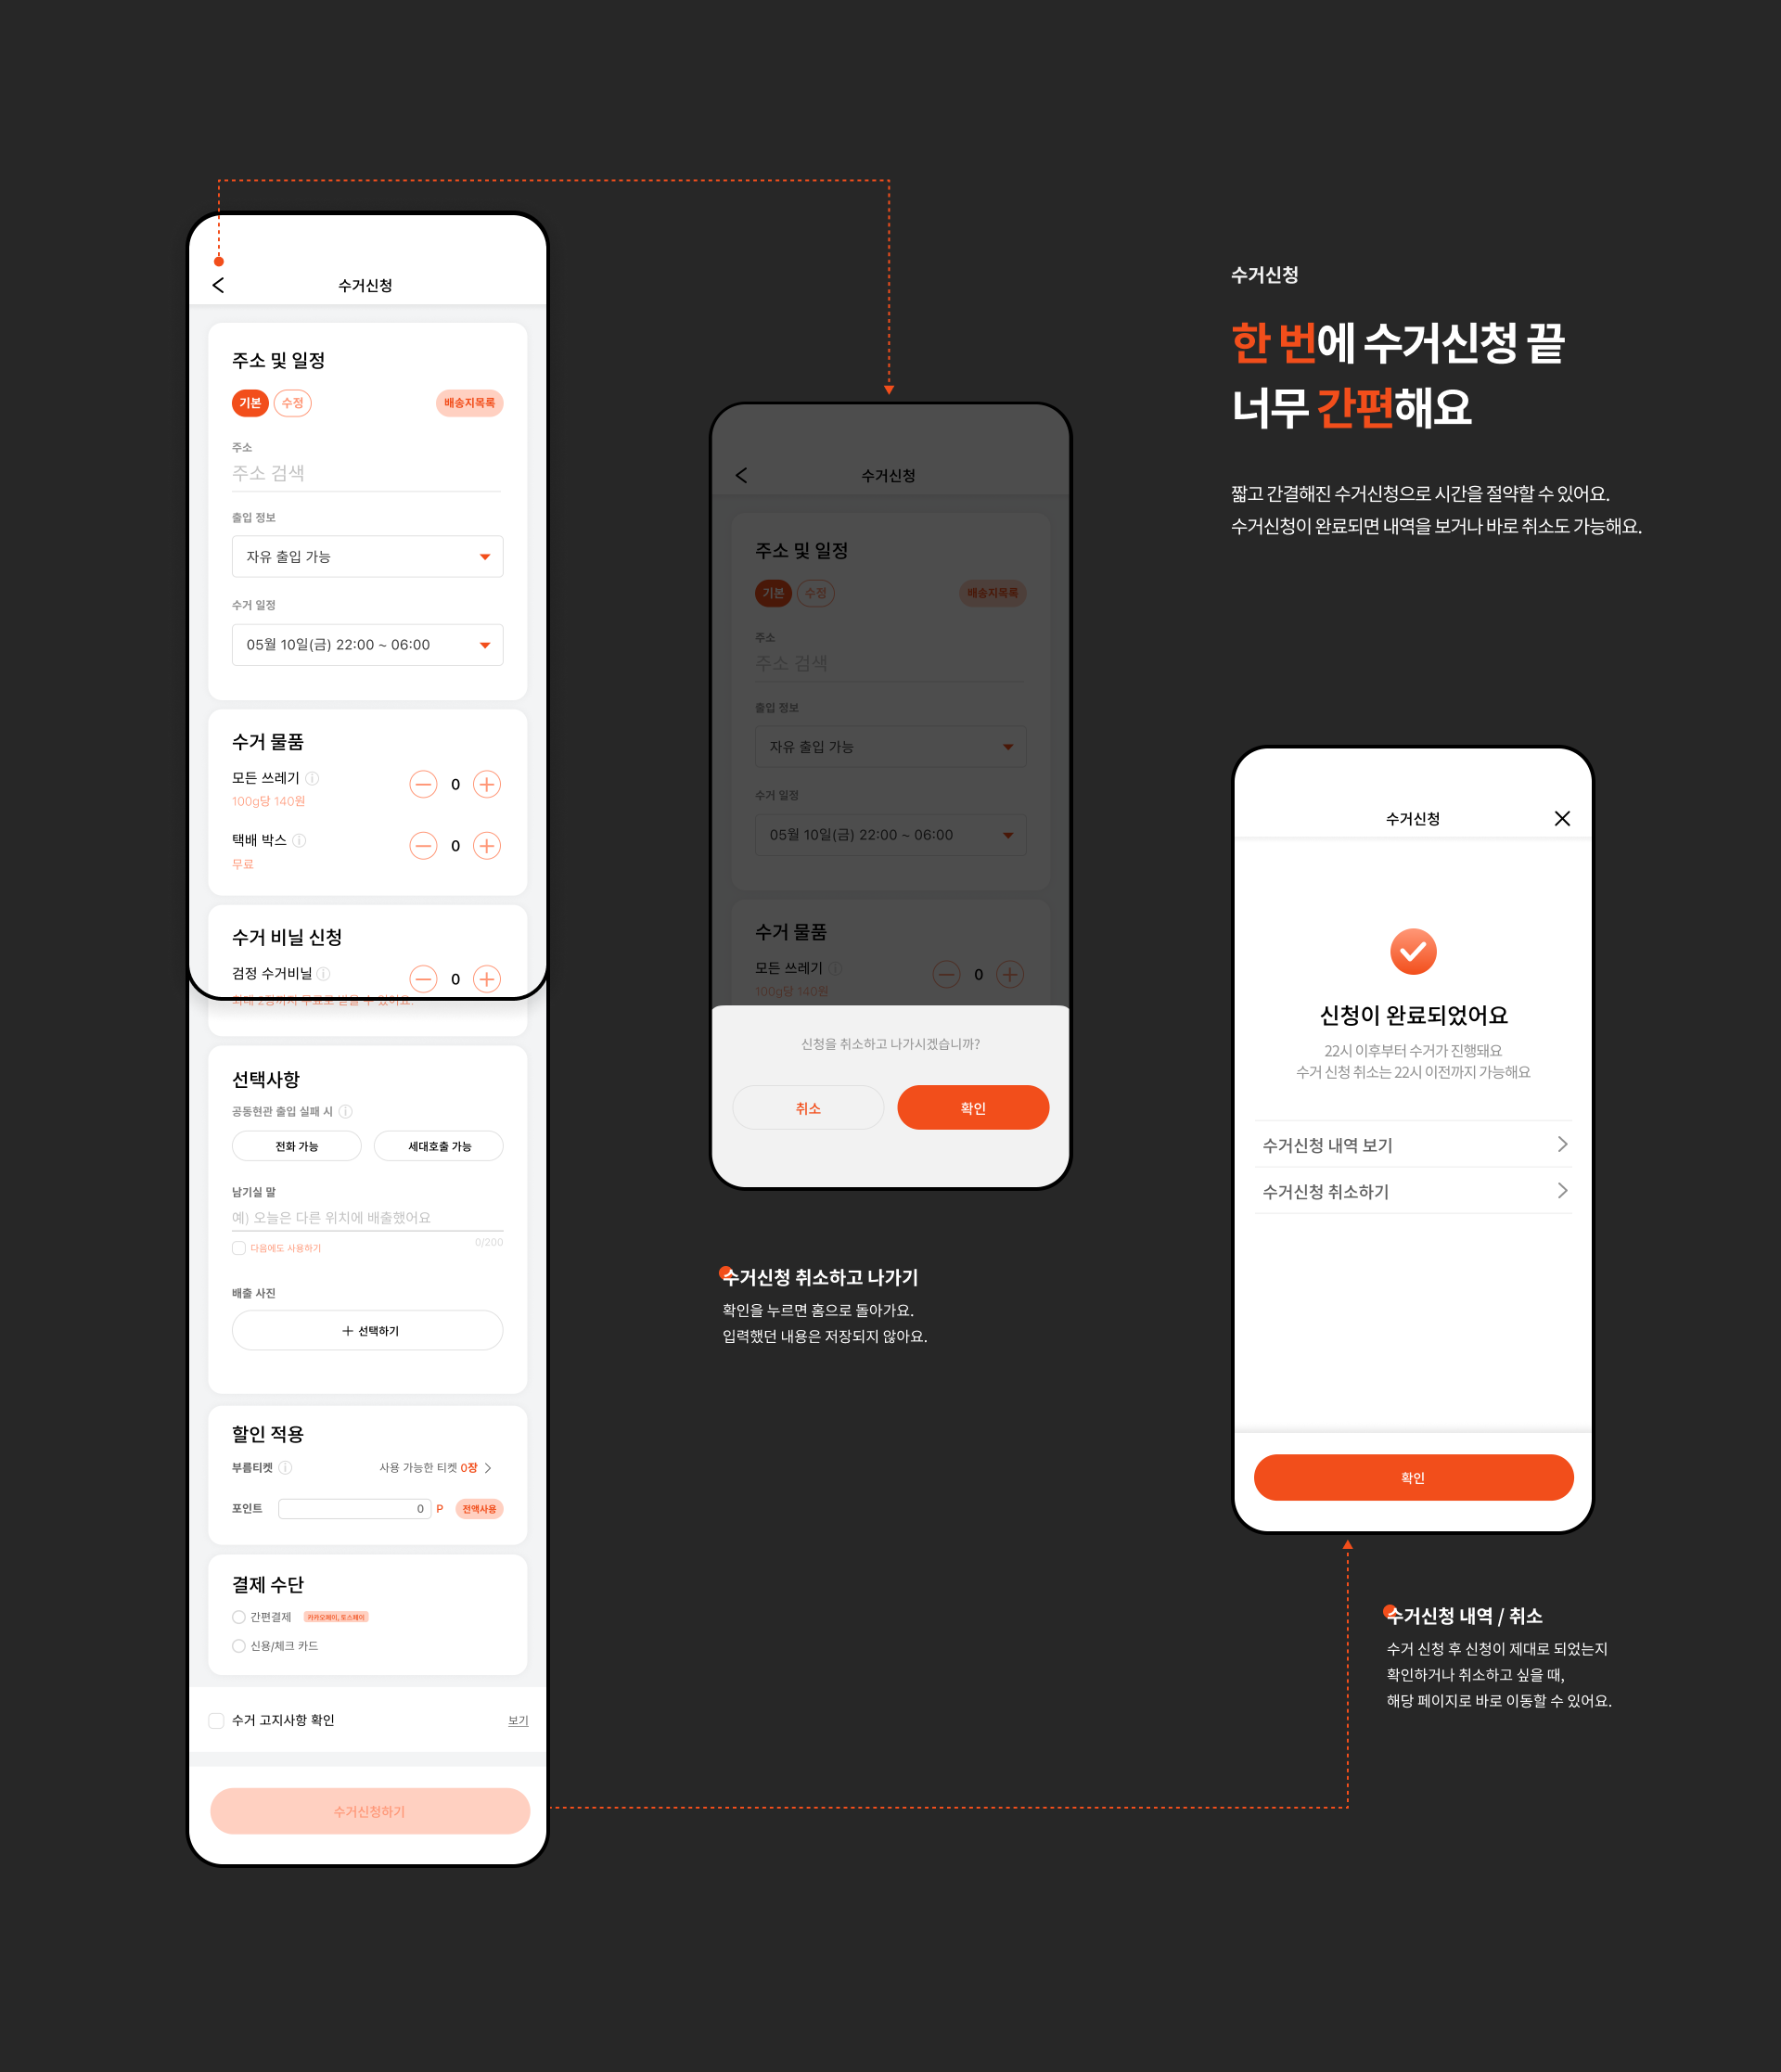 수거신청
주소 및 일정
기본 수정 배송지목록
주소
주소 검색
출입 정보
자유 출입 가능
수거 일정
05월 10일(금) 22:00 ~ 06:00
수거 물품
모든 쓰레기
0
100g당 140원
택배 박스
0
무료
수거 비닐 신청
검정 수거비닐
0
선택사항
공동현관 출입 실패 시
전화 가능 세대호출 가능
남기실 말
예) 오늘은 다른 위치에 배출했어요
다음에도 사용하기 0/200
배출 사진
선택하기
할인 적용
부름티켓 사용 가능한 티켓 0장
포인트 0 P 전액사용
결제 수단
간편결제 카카오페이, 토스페이
신용/체크 카드
수거 고지사항 확인 보기
수거신청하기
수거신청
주소 및 일정
기본 수정 배송지목록
주소
주소 검색
출입 정보
자유 출입 가능
수거 일정
05월 10일(금) 22:00 ~ 06:00
수거 물품
모든 쓰레기
0
100g당 140원
신청을 취소하고 나가시겠습니까?
취소 확인
수거신청 취소하고 나가기
확인을 누르면 홈으로 돌아가요.
입력했던 내용은 저장되지 않아요.
수거신청
한 번에 수거신청 끝
너무 간편해요
짧고 간결해진 수거신청으로 시간을 절약할 수 있어요.
수거신청이 완료되면 내역을 보거나 바로 취소도 가능해요.
수거신청
신청이 완료되었어요
22시 이후부터 수거가 진행돼요
수거 신청 취소는 22시 이전까지 가능해요
수거신청 내역 보기
수거신청 취소하기
확인
수거신청 내역 / 취소
수거 신청 후 신청이 제대로 되었는지
확인하거나 취소하고 싶을 때,
해당 페이지로 바로 이동할 수 있어요.